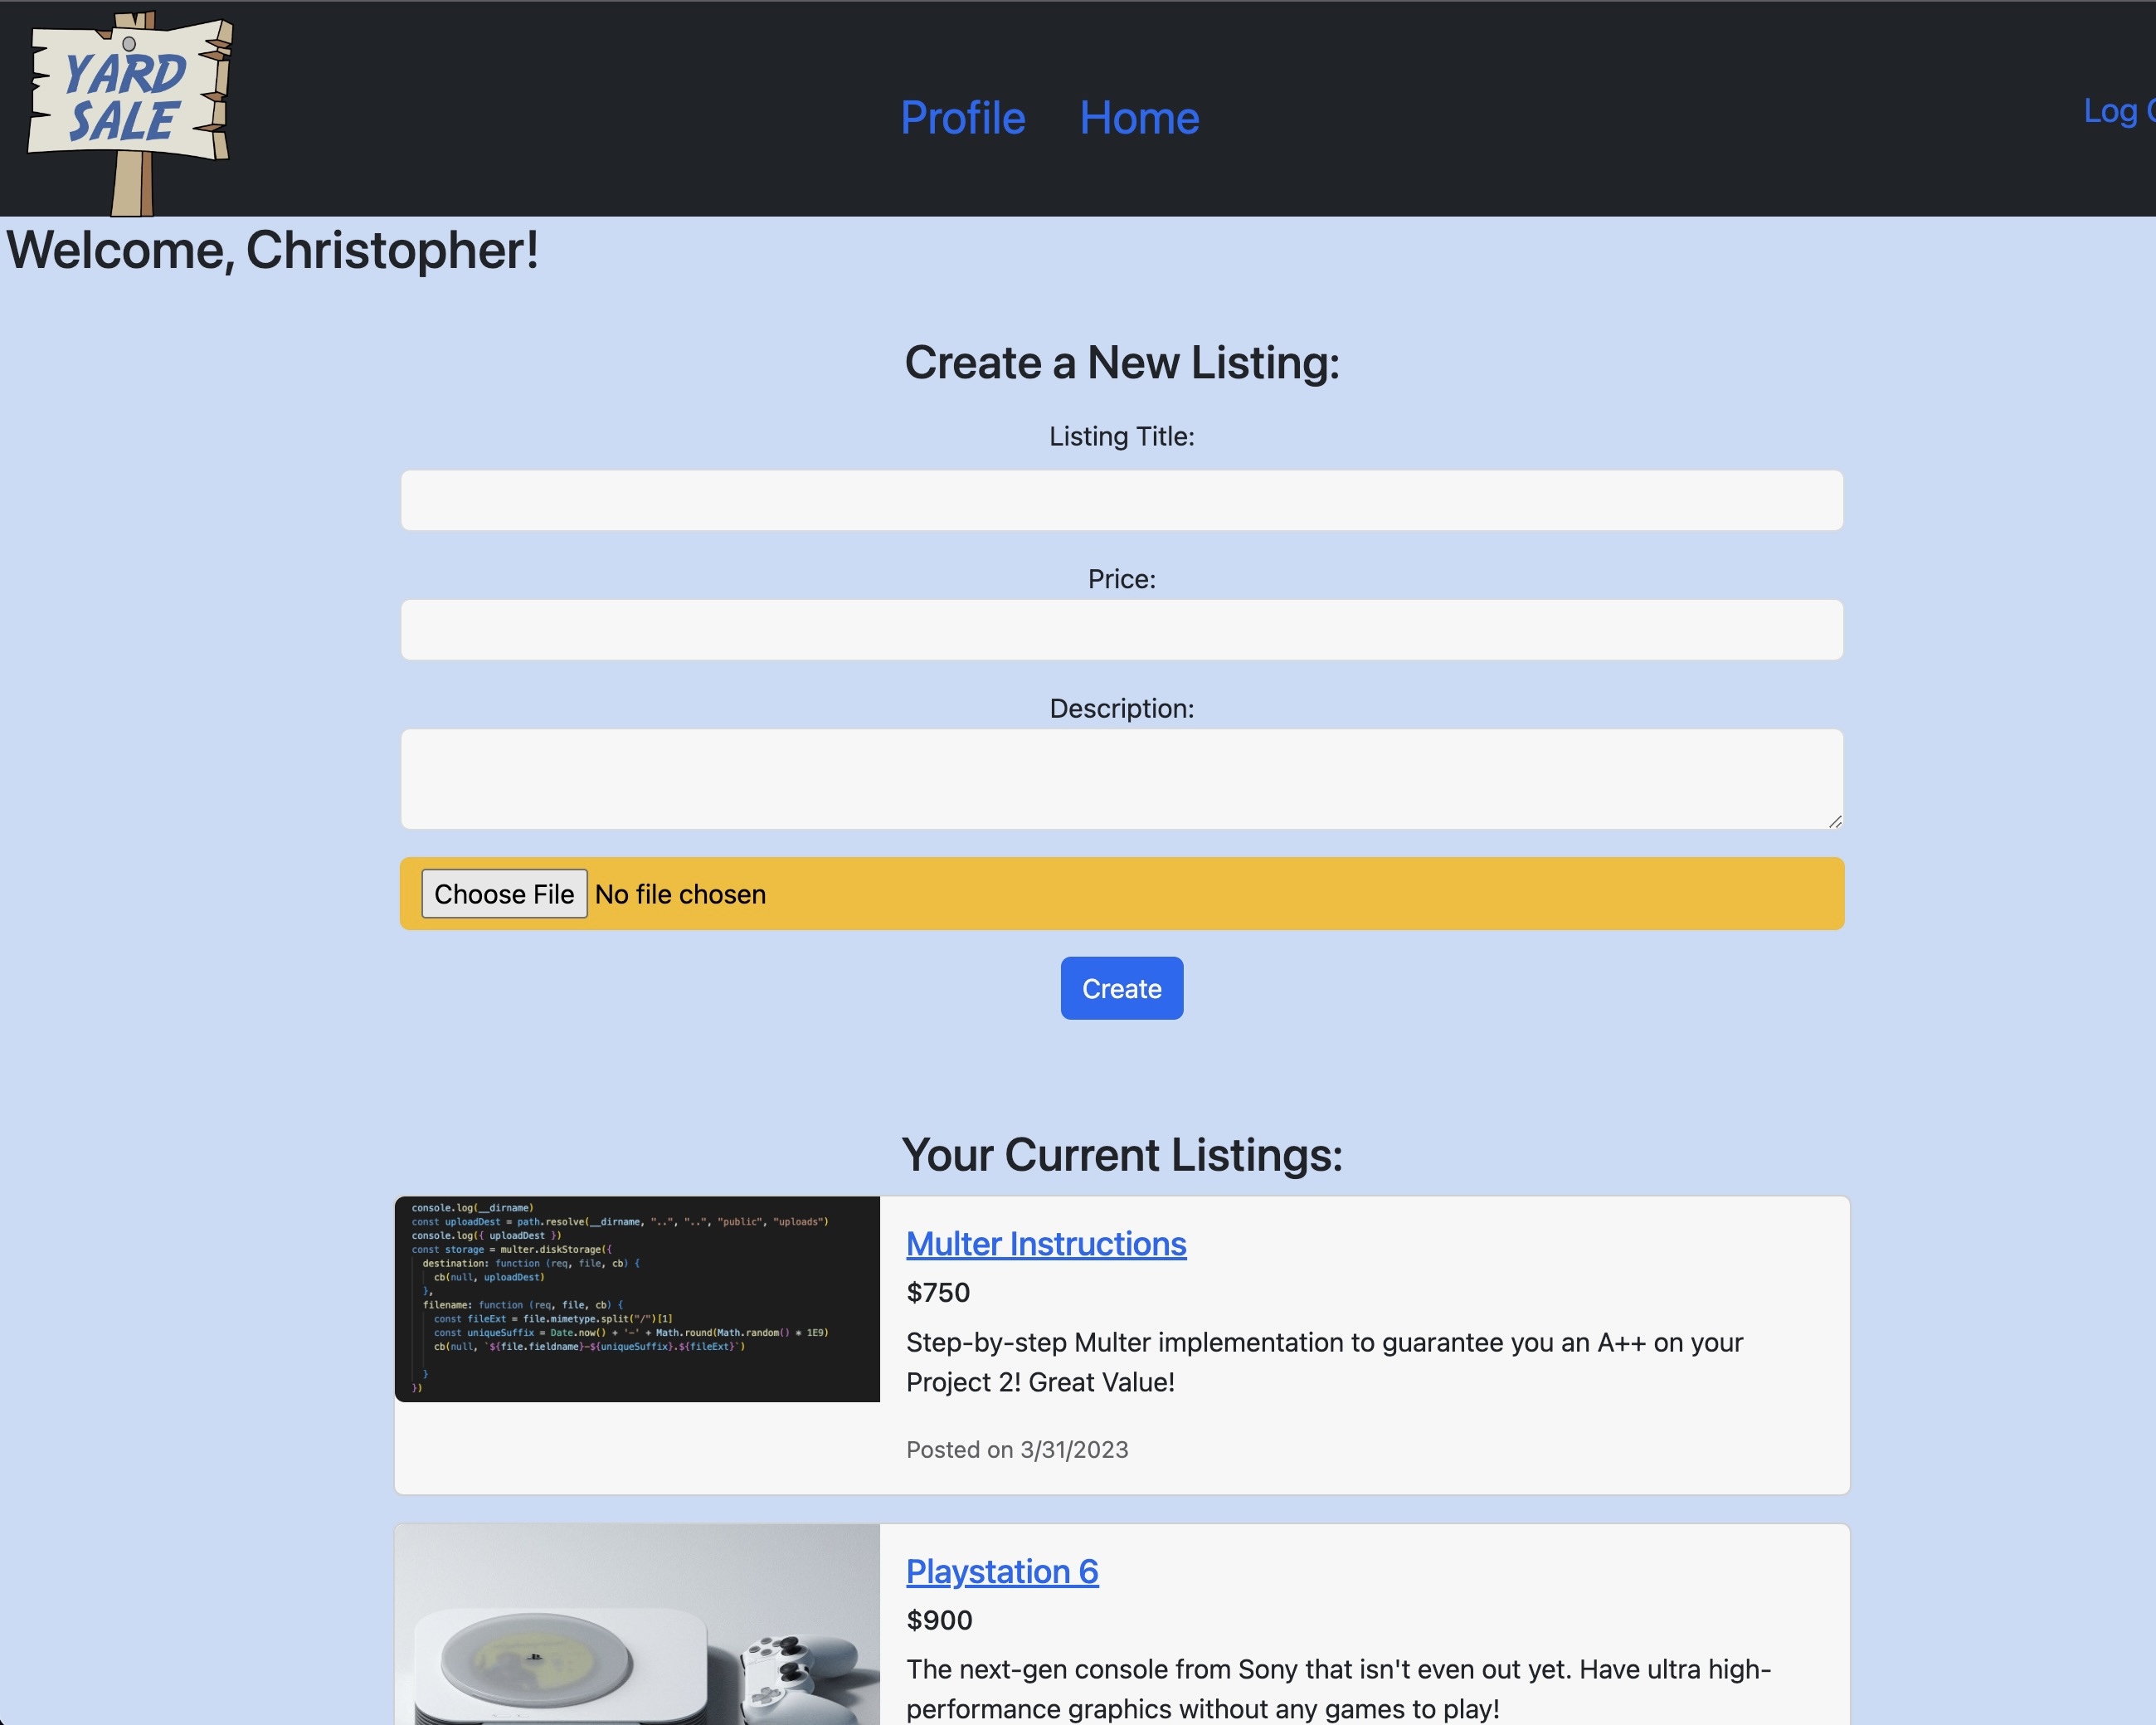 YARD
SALE
Profile Home
Log
Welcome, Christopher!
Create a New Listing:
Listing Title:
Price:
Description:
Choose File No file chosen
Create
Your Current Listings:
console.log(__dirname)
const uploadDest = path.resolve(__dirname, "..", "..", "public", "uploads")
console.log({ uploadDest })
const storage = multer.diskStorage({
destination: function (req, file, cb) {
cb(null, uploadDest)
},
filename: function (req, file, cb) {
const fileExt = file.mimetype.split("/")[1]
const uniqueSuffix = Date.now() + '-' + Math.round(Math.random() * 1E9)
cb(null, `${file.fieldname}-${uniqueSuffix}.${fileExt}`)
}
})
Multer Instructions
$750
Step-by-step Multer implementation to guarantee you an A++ on your
Project 2! Great Value!
Posted on 3/31/2023
Playstation 6
$900
The next-gen console from Sony that isn't even out yet. Have ultra high-
performance graphics without any games to play!